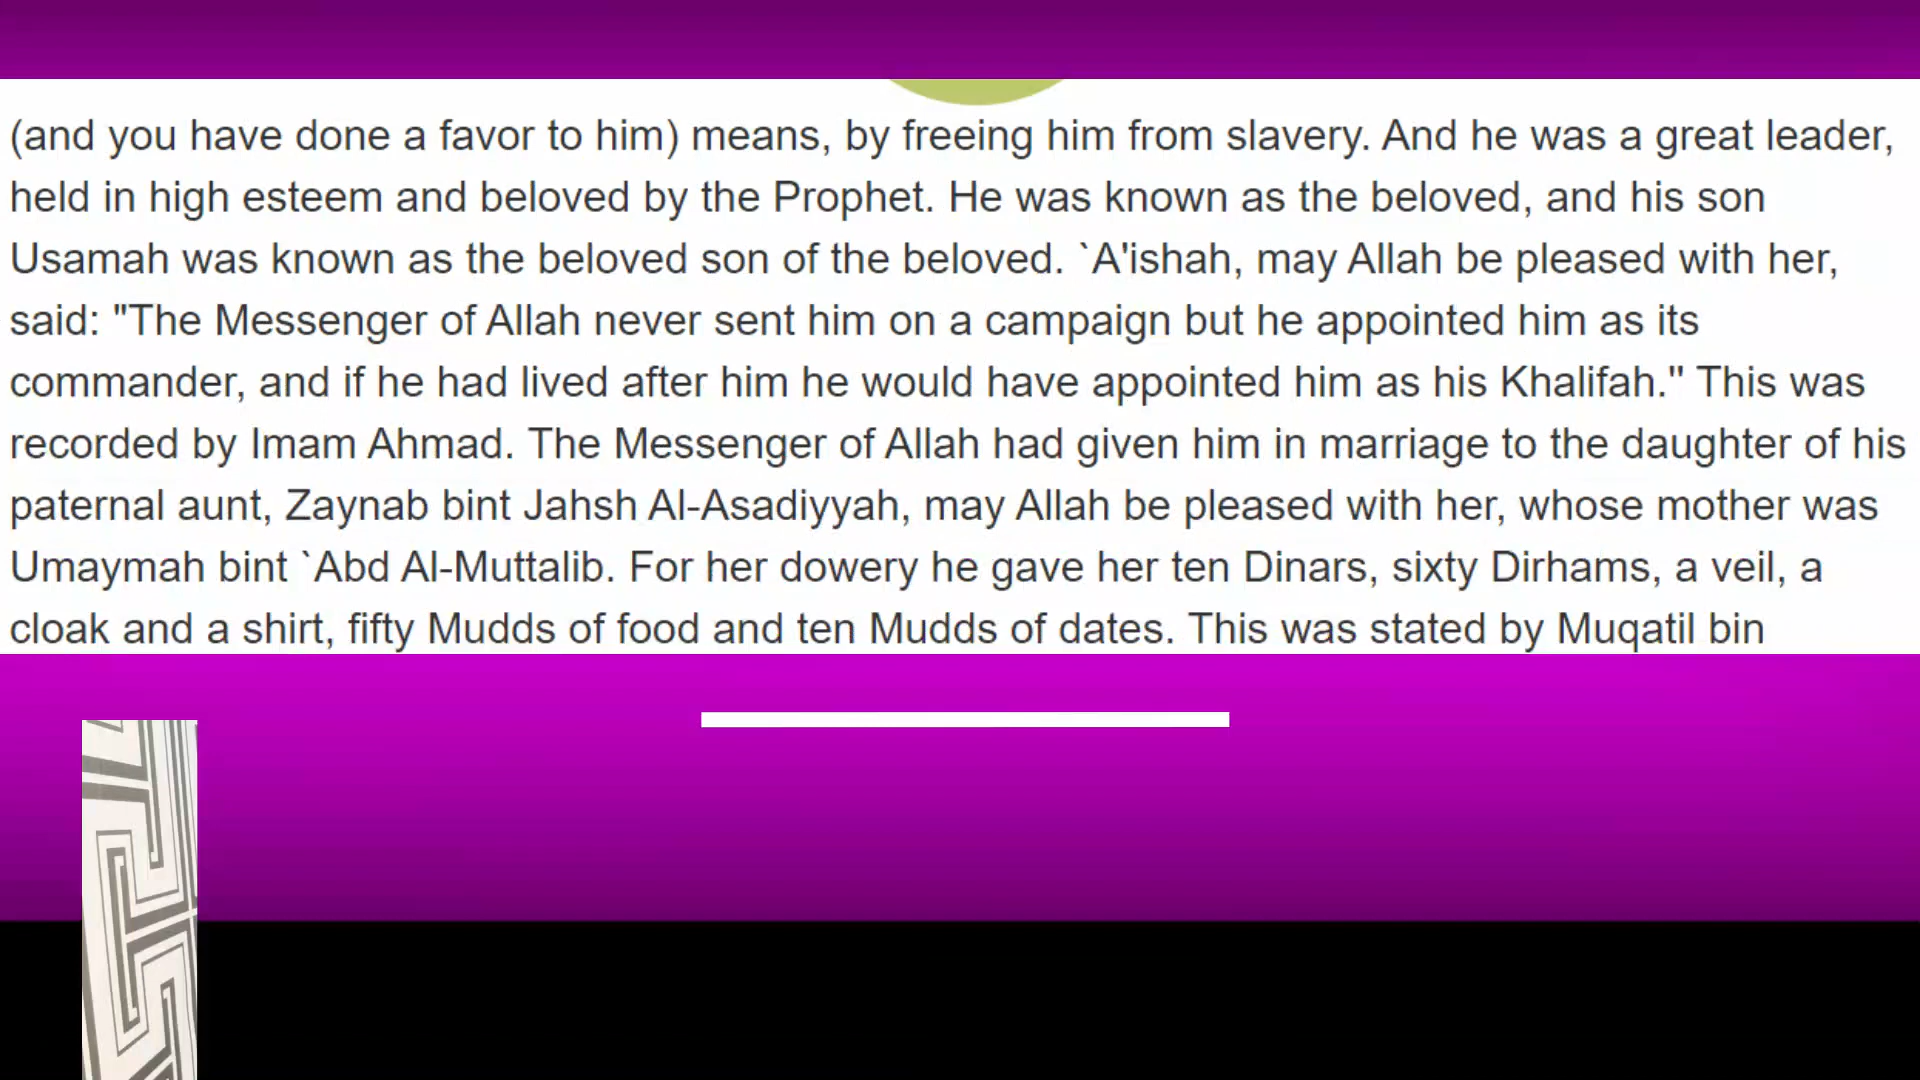 (and you have done a favor to him) means, by freeing him from slavery. And he was a great leader,
held in high esteem and beloved by the Prophet. He was known as the beloved, and his son
Usamah was known as the beloved son of the beloved. `A'ishah, may Allah be pleased with her,
said: "The Messenger of Allah never sent him on a campaign but he appointed him as its
commander, and if he had lived after him he would have appointed him as his Khalifah.'' This was
recorded by Imam Ahmad. The Messenger of Allah had given him in marriage to the daughter of his
paternal aunt, Zaynab bint Jahsh Al-Asadiyyah, may Allah be pleased with her, whose mother was
Umaymah bint `Abd Al-Muttalib. For her dowery he gave her ten Dinars, sixty Dirhams, a veil, a
cloak and a shirt, fifty Mudds of food and ten Mudds of dates. This was stated by Muqatil bin